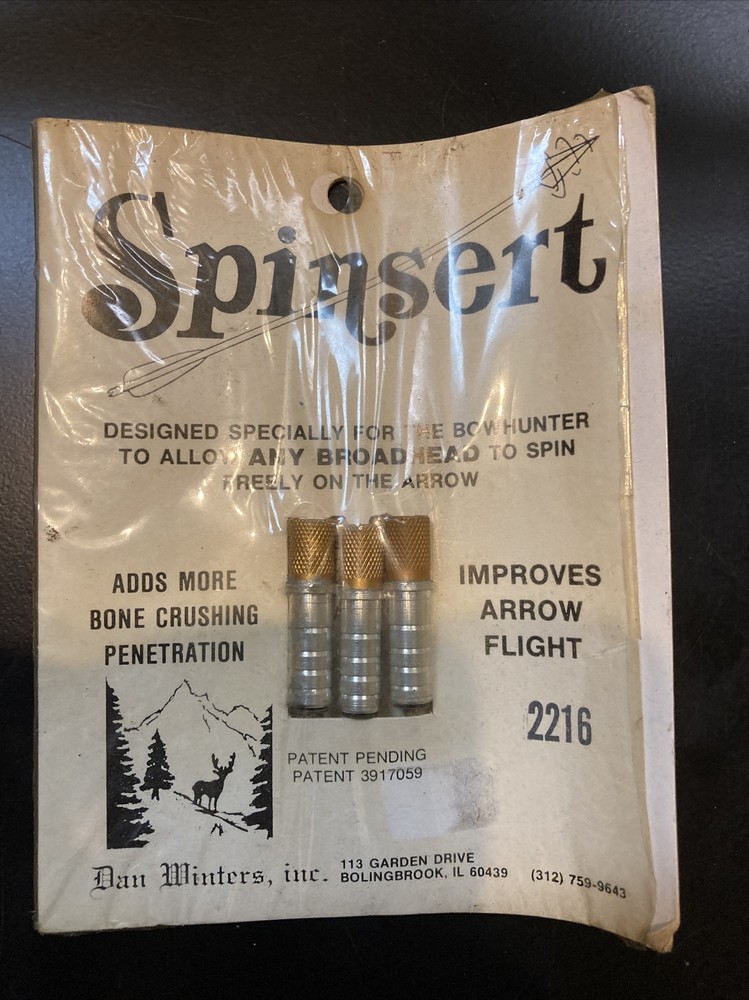 Spinsert
DESIGNED SPECIALLY FOR THE BOWHUNTER
TO ALLOW ANY BROADHEAD TO SPIN
FREELY ON THE ARROW
ADDS MORE
BONE CRUSHING
PENETRATION
IMPROVES
ARROW
FLIGHT
2216
PATENT PENDING
PATENT 3917059
Dan Winters, inc.
113 GARDEN DRIVE
BOLINGBROOK, IL 60439
(312) 759-9643